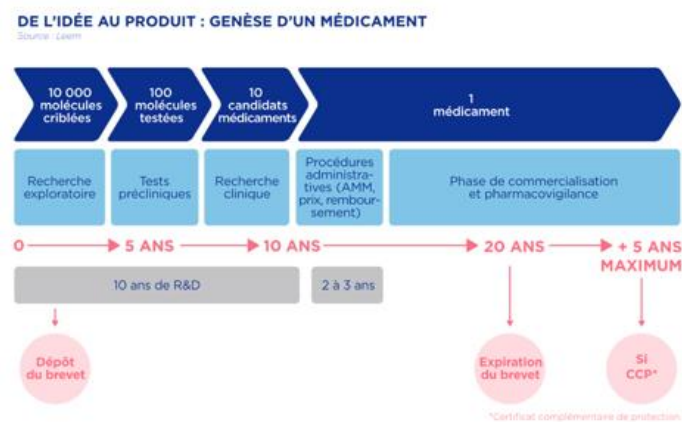 DE L'IDÉE AU PRODUIT : GENÈSE D'UN MÉDICAMENT
Source : Leem
10 000
molécules
criblées
100
molécules
testées
10
candidats
médicaments
1
médicament
Recherche
exploratoire
Tests
précliniques
Recherche
clinique
Procédures
administra-
tives (AMM,
prix, rembour-
sement)
Phase de commercialisation
et pharmacovigilance
0
5 ANS
10 ANS
20 ANS
+ 5 ANS
MAXIMUM
10 ans de R&D
2 à 3 ans
Dépôt
du brevet
Expiration
du brevet
Si
CCP*
*Certificat complémentaire de protection